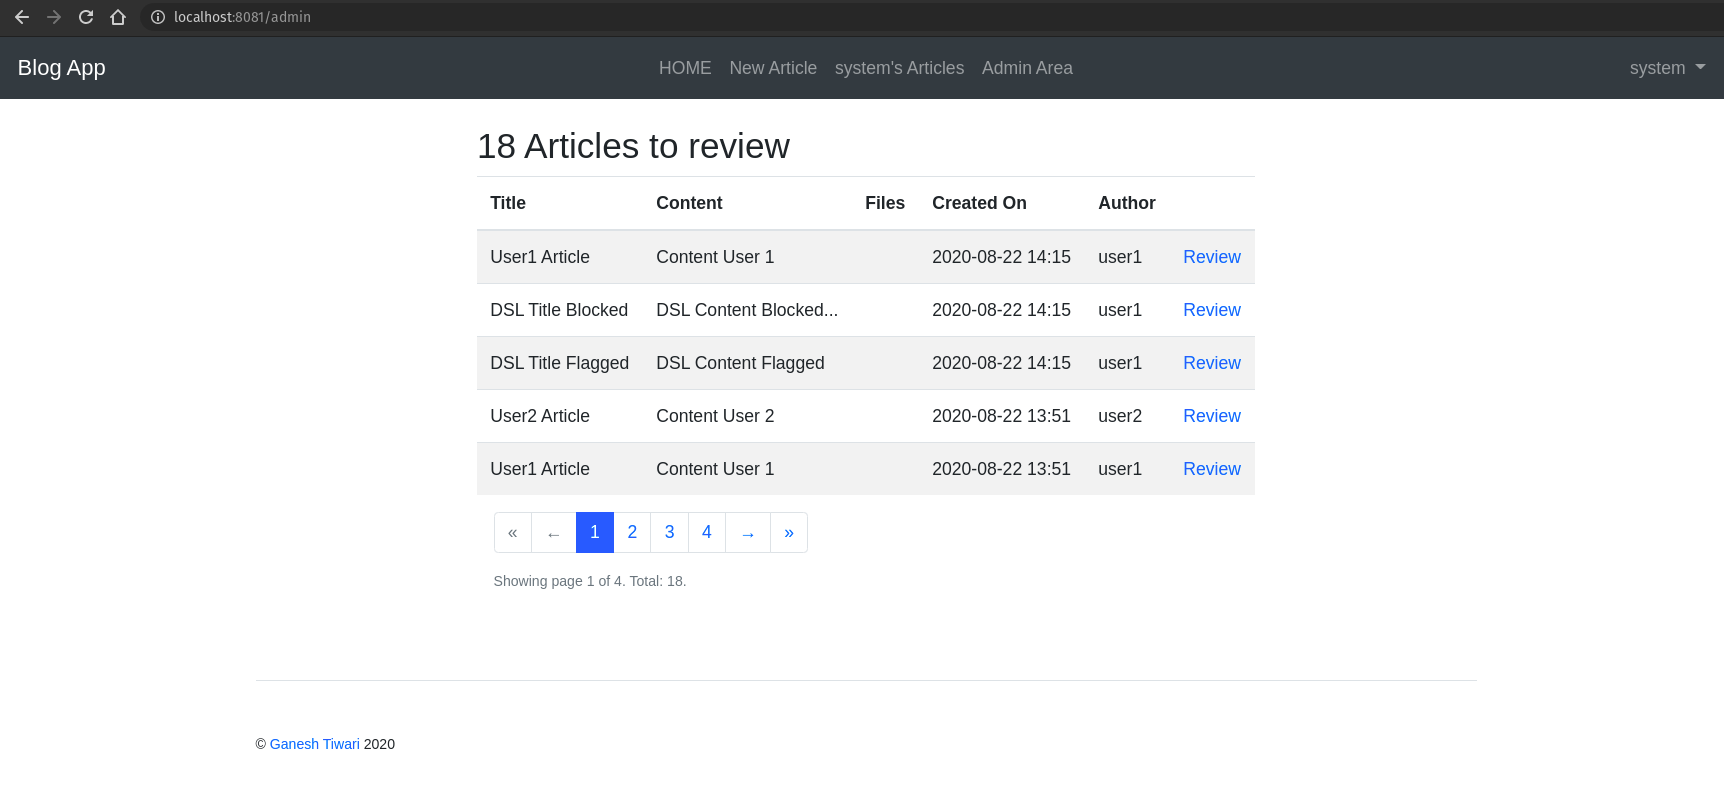 localhost:8081/admin
Blog App HOME New Article system's Articles Admin Area system
18 Articles to review
Title Content Files Created On Author
User1 Article Content User 1 2020-08-22 14:15 user1 Review
DSL Title Blocked DSL Content Blocked... 2020-08-22 14:15 user1 Review
DSL Title Flagged DSL Content Flagged 2020-08-22 14:15 user1 Review
User2 Article Content User 2 2020-08-22 13:51 user2 Review
User1 Article Content User 1 2020-08-22 13:51 user1 Review
« ← 1 2 3 4 → »
Showing page 1 of 4. Total: 18.
© Ganesh Tiwari 2020